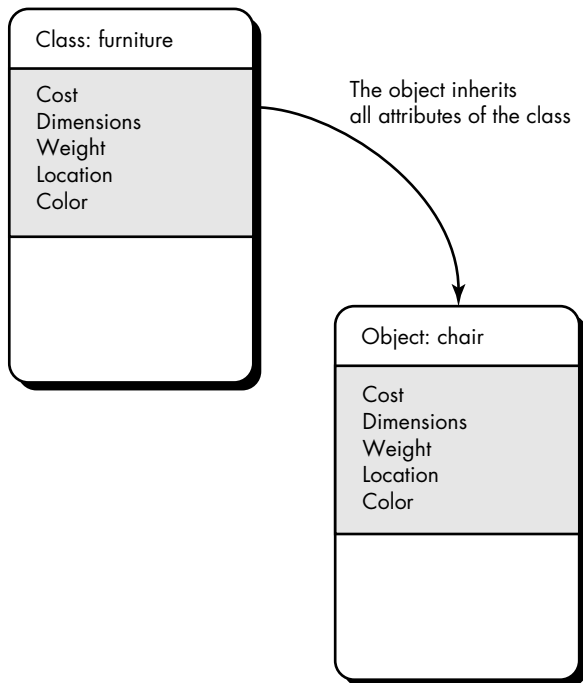 Class: furniture
Cost
Dimensions
Weight
Location
Color
The object inherits
all attributes of the class
Object: chair
Cost
Dimensions
Weight
Location
Color